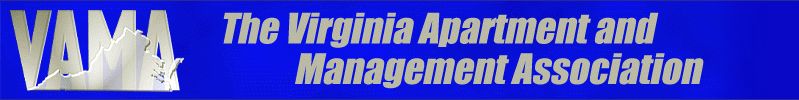 VAMA
The Virginia Apartment and
Management Association